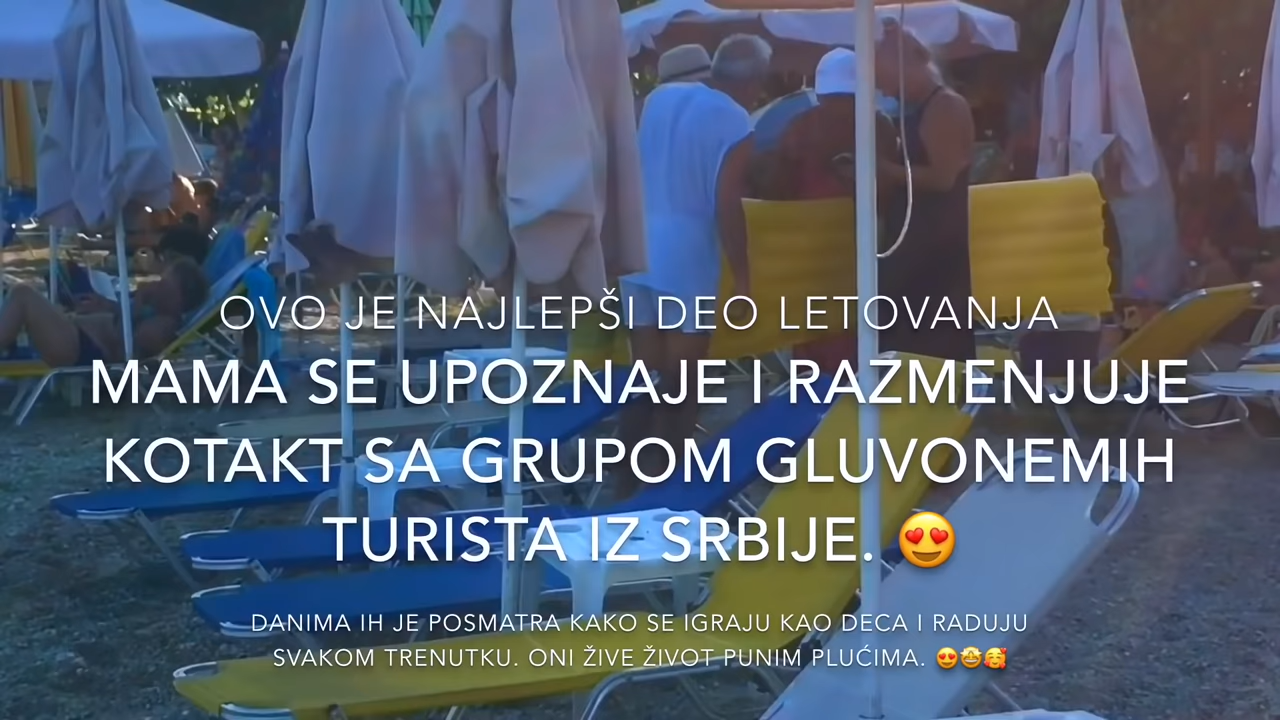 OVO JE NAJLEPŠI DEO LETOVANJA
MAMA SE UPOZNAJE I RAZMENJUJE
KOTAKT SA GRUPOM GLUVONEMIH
TURISTA IZ SRBIJE. 😍
DANIMA IH JE POSMATRA KAKO SE IGRAJU KAO DECA I RADUJU
SVAKOM TRENUTKU. ONI ŽIVE ŽIVOT PUNIM PLUĆIMA. 😍🤩🥰